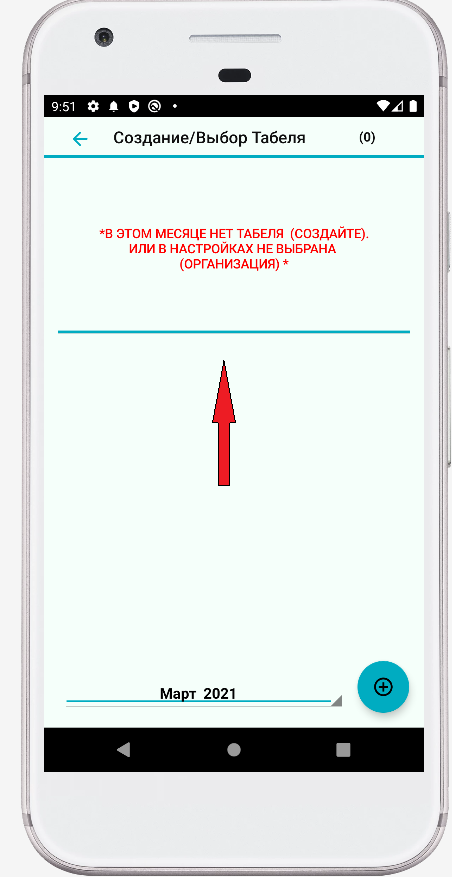 9:51
Создание/Выбор Табеля (0)
*В ЭТОМ МЕСЯЦЕ НЕТ ТАБЕЛЯ (СОЗДАЙТЕ).
ИЛИ В НАСТРОЙКАХ НЕ ВЫБРАНА
(ОРГАНИЗАЦИЯ) *
Март 2021